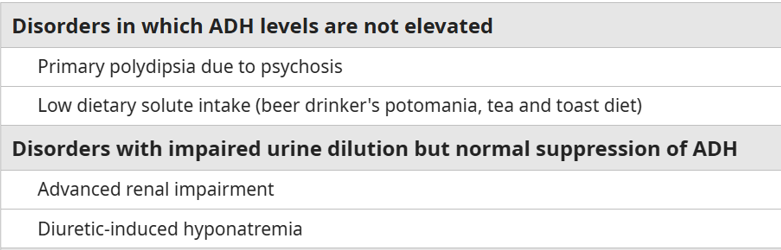 Disorders in which ADH levels are not elevated
Primary polydipsia due to psychosis
Low dietary solute intake (beer drinker's potomania, tea and toast diet)
Disorders with impaired urine dilution but normal suppression of ADH
Advanced renal impairment
Diuretic-induced hyponatremia